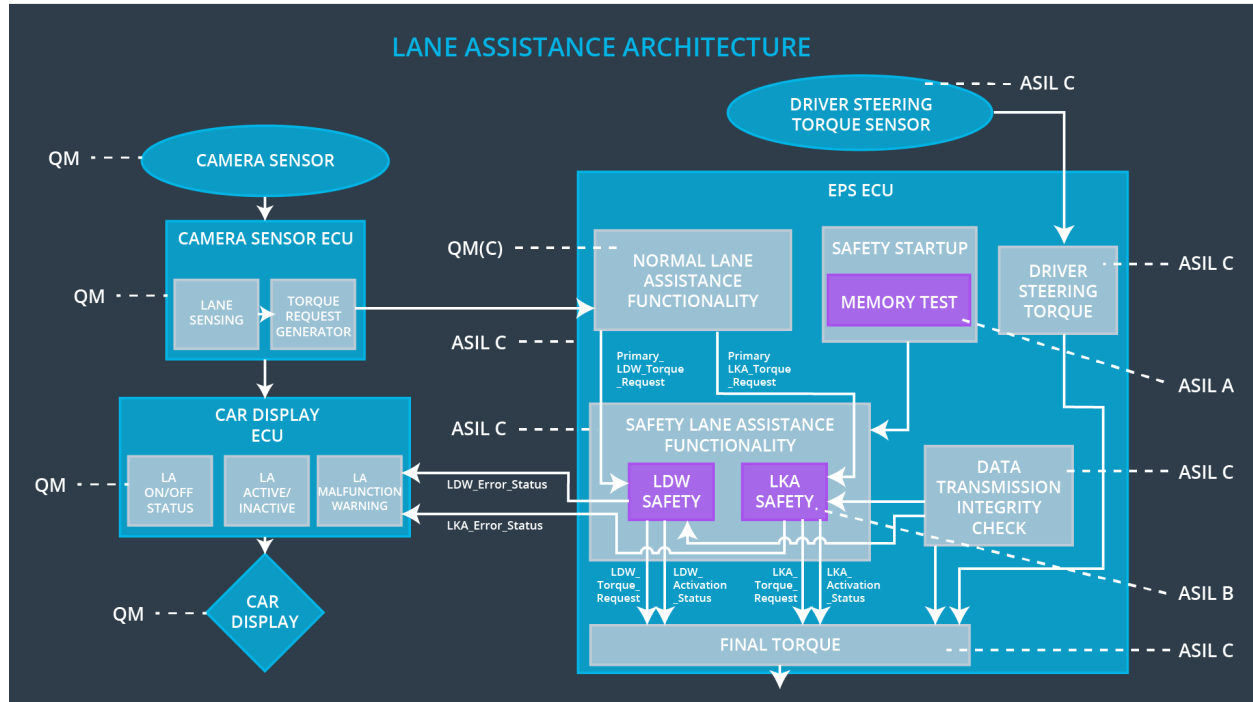 LANE ASSISTANCE ARCHITECTURE
ASIL C
DRIVER STEERING
TORQUE SENSOR
QM
CAMERA SENSOR
EPS ECU
CAMERA SENSOR ECU
QM
LANE
SENSING
TORQUE
REQUEST
GENERATOR
QM(C)
NORMAL LANE
ASSISTANCE
FUNCTIONALITY
SAFETY STARTUP
MEMORY TEST
DRIVER
STEERING
TORQUE
ASIL C
ASIL C
ASIL A
Primary_
LDW_Torque
_Request
Primary
LKA_Torque
_Request
CAR DISPLAY
ECU
QM
LA
ON/OFF
STATUS
LA
ACTIVE/
INACTIVE
LA
MALFUNCTION
WARNING
ASIL C
SAFETY LANE ASSISTANCE
FUNCTIONALITY
LDW
SAFETY
LKA
SAFETY
LDW_Error_Status
LKA_Error_Status
DATA
TRANSMISSION
INTEGRITY
CHECK
ASIL C
LDW_
Torque_
Request
LDW_
Activation
_Status
LKA_
Torque_
Request
LKA_
Activation
_Status
ASIL B
QM
CAR
DISPLAY
FINAL TORQUE
ASIL C